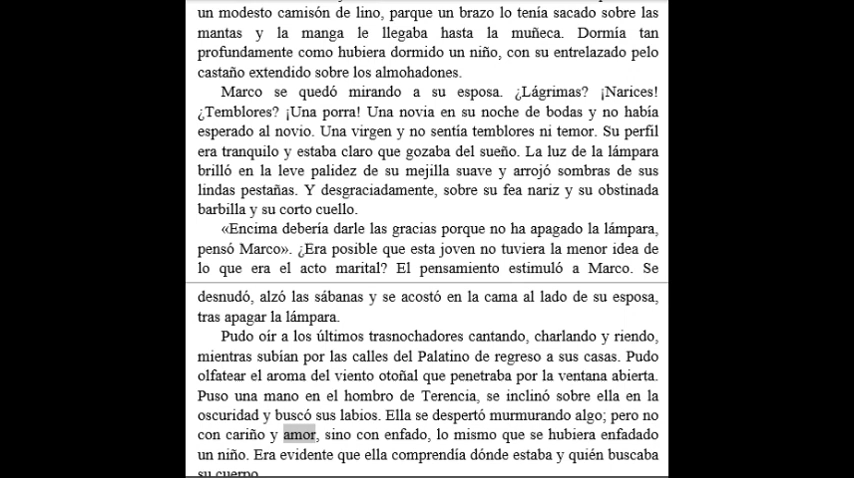 un modesto camisón de lino, parque un brazo lo tenía sacado sobre las
mantas y la manga le llegaba hasta la muñeca. Dormía tan
profundamente como hubiera dormido un niño, con su entrelazado pelo
castaño extendido sobre los almohadones.
Marco se quedó mirando a su esposa. ¿Lágrimas? ¡Narices!
¿Temblores? ¡Una porra! Una novia en su noche de bodas y no había
esperado al novio. Una virgen y no sentía temblores ni temor. Su perfil
era tranquilo y estaba claro que gozaba del sueño. La luz de la lámpara
brilló en la leve palidez de su mejilla suave y arrojó sombras de sus
lindas pestañas. Y desgraciadamente, sobre su fea nariz y su obstinada
barbilla y su corto cuello.
«Encima debería darle las gracias porque no ha apagado la lámpara,
pensó Marco». ¿Era posible que esta joven no tuviera la menor idea de
lo que era el acto marital? El pensamiento estimuló a Marco. Se
desnudó, alzó las sábanas y se acostó en la cama al lado de su esposa,
tras apagar la lámpara.
Pudo oír a los últimos trasnochadores cantando, charlando y riendo,
mientras subían por las calles del Palatino de regreso a sus casas. Pudo
olfatear el aroma del viento otoñal que penetraba por la ventana abierta.
Puso una mano en el hombro de Terencia, se inclinó sobre ella en la
oscuridad y buscó sus labios. Ella se despertó murmurando algo; pero no
con cariño y amor, sino con enfado, lo mismo que se hubiera enfadado
un niño. Era evidente que ella comprendía dónde estaba y quién buscaba
su cuerpo.